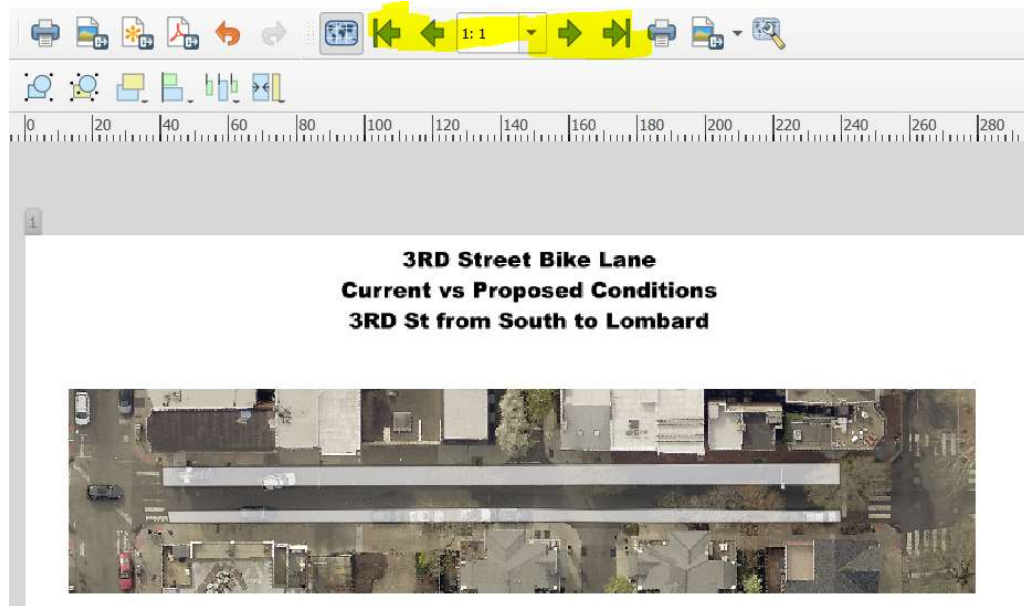 1: 1
0 20 40 60 80 100 120 140 160 180 200 220 240 260 280
1
3RD Street Bike Lane
Current vs Proposed Conditions
3RD St from South to Lombard